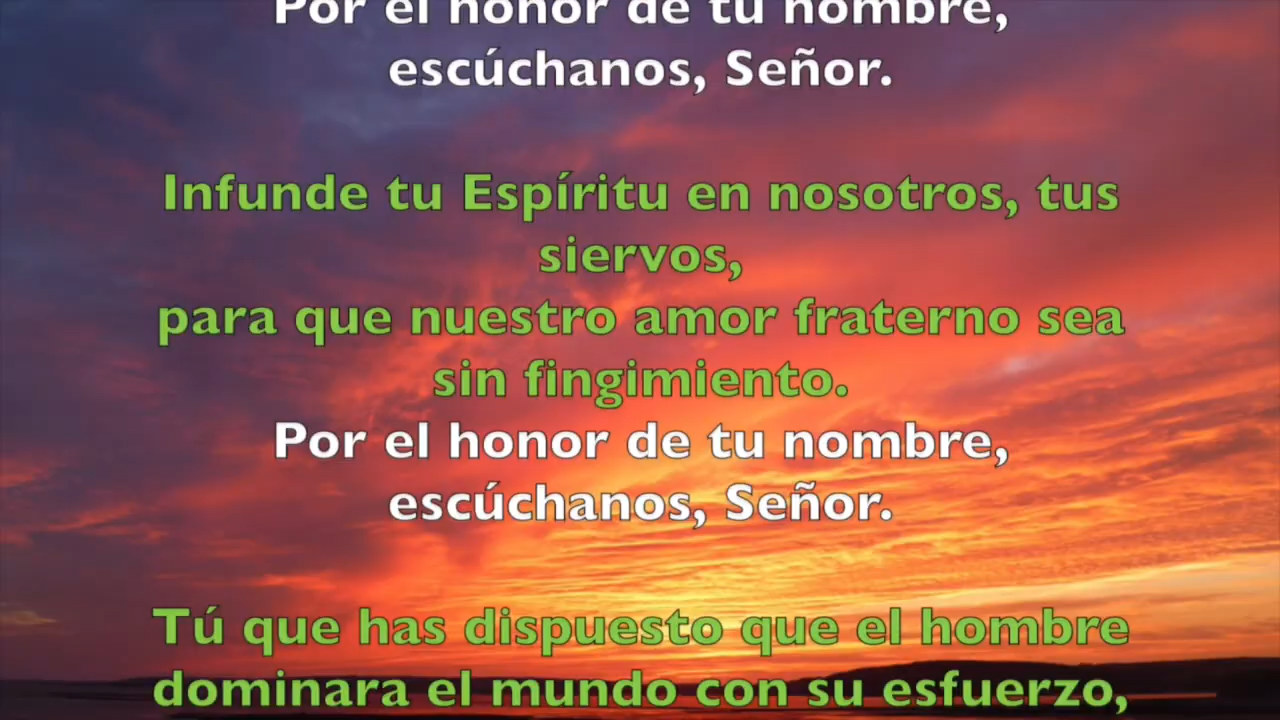 Por el honor de tu nombre,
escúchanos, Señor.
Infunde tu Espíritu en nosotros, tus
siervos,
para que nuestro amor fraterno sea
sin fingimiento.
Por el honor de tu nombre,
escúchanos, Señor.
Tú que has dispuesto que el hombre
dominara el mundo con su esfuerzo,